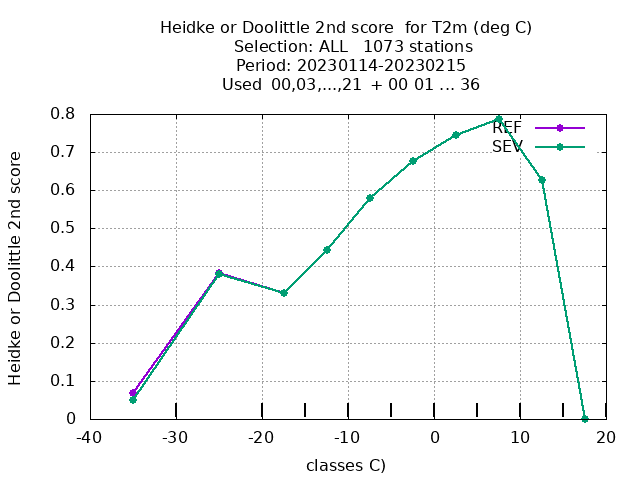 Heidke or Doolittle 2nd score  for T2m (deg C)
Selection: ALL   1073 stations
Period: 20230114-20230215
Used  00,03,...,21  + 00 01 ... 36
Heidke or Doolittle 2nd score
0.8
0.7
0.6
0.5
0.4
0.3
0.2
0.1
0
REF
SEV
-40
-30
-20
-10
0
10
20
classes C)